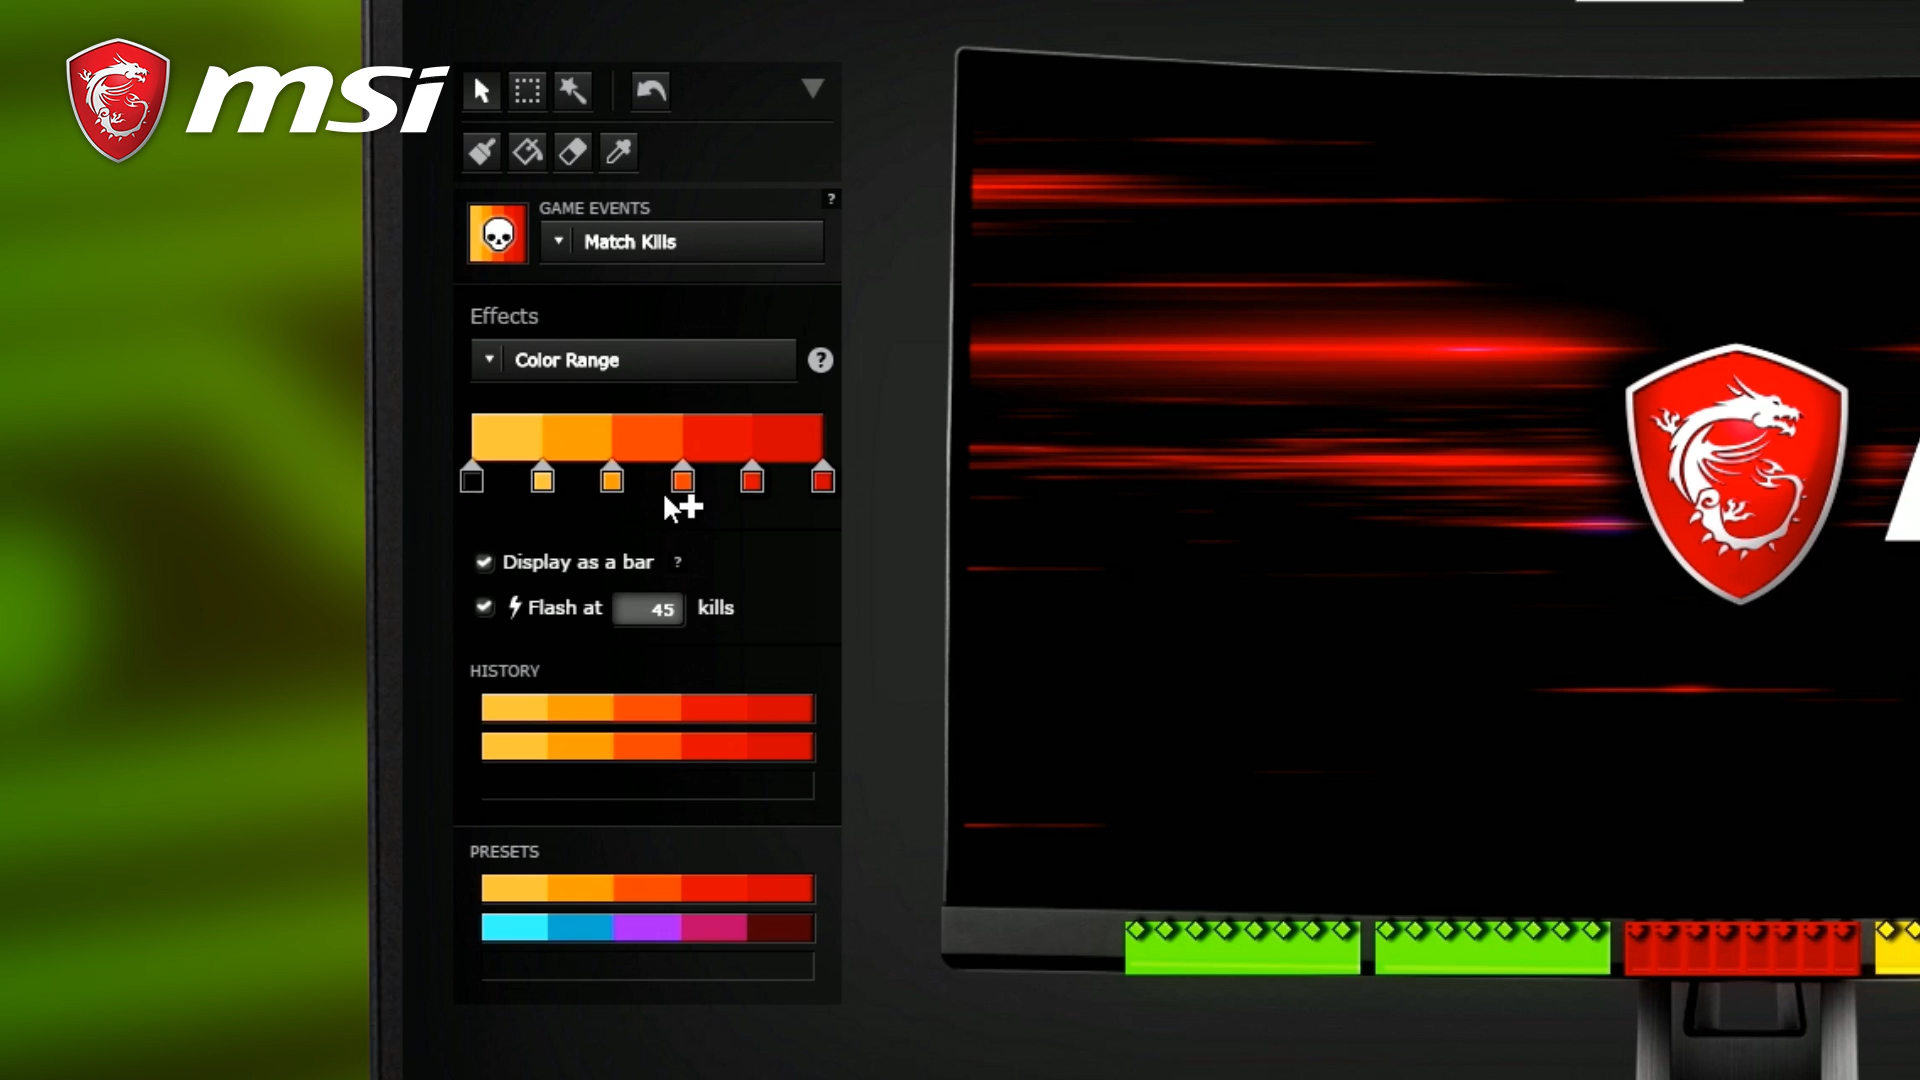 msi
?
GAME EVENTS
Match Kills
Effects
Color Range
?
Display as a bar ?
Flash at 45 kills
HISTORY
PRESETS